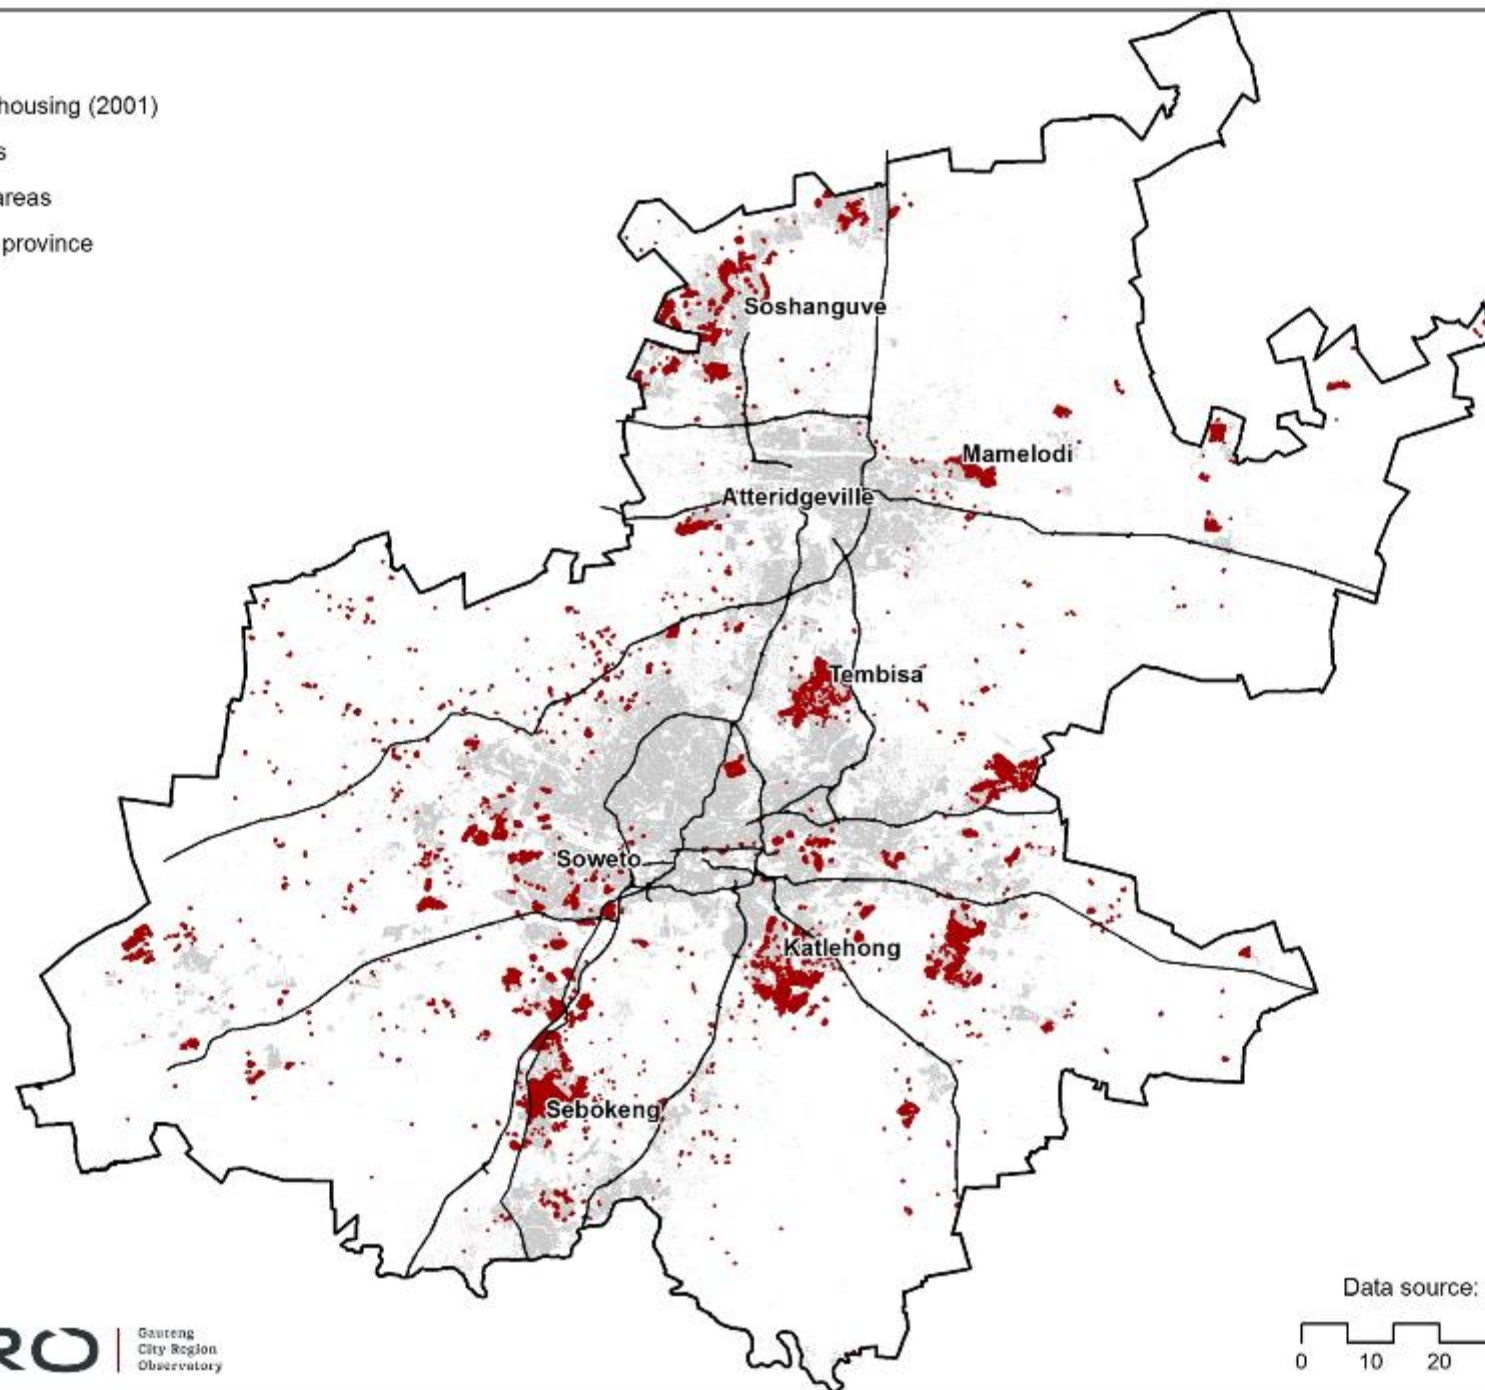 housing (2001)
s
areas
province
Soshanguve
Mamelodi
Atteridgeville
Tembisa
Soweto
Katlehong
Sebokeng
Data source:
0 10 20
RO
Gauteng
City Region
Observatory